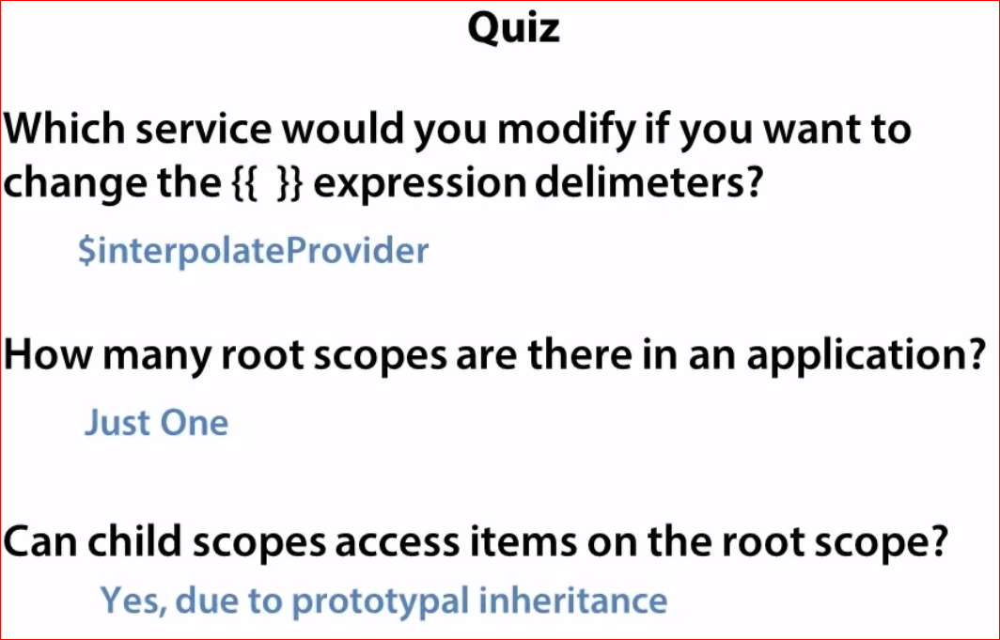 Quiz
Which service would you modify if you want to
change the {{ }} expression delimeters?
$interpolateProvider
How many root scopes are there in an application?
Just One
Can child scopes access items on the root scope?
Yes, due to prototypal inheritance